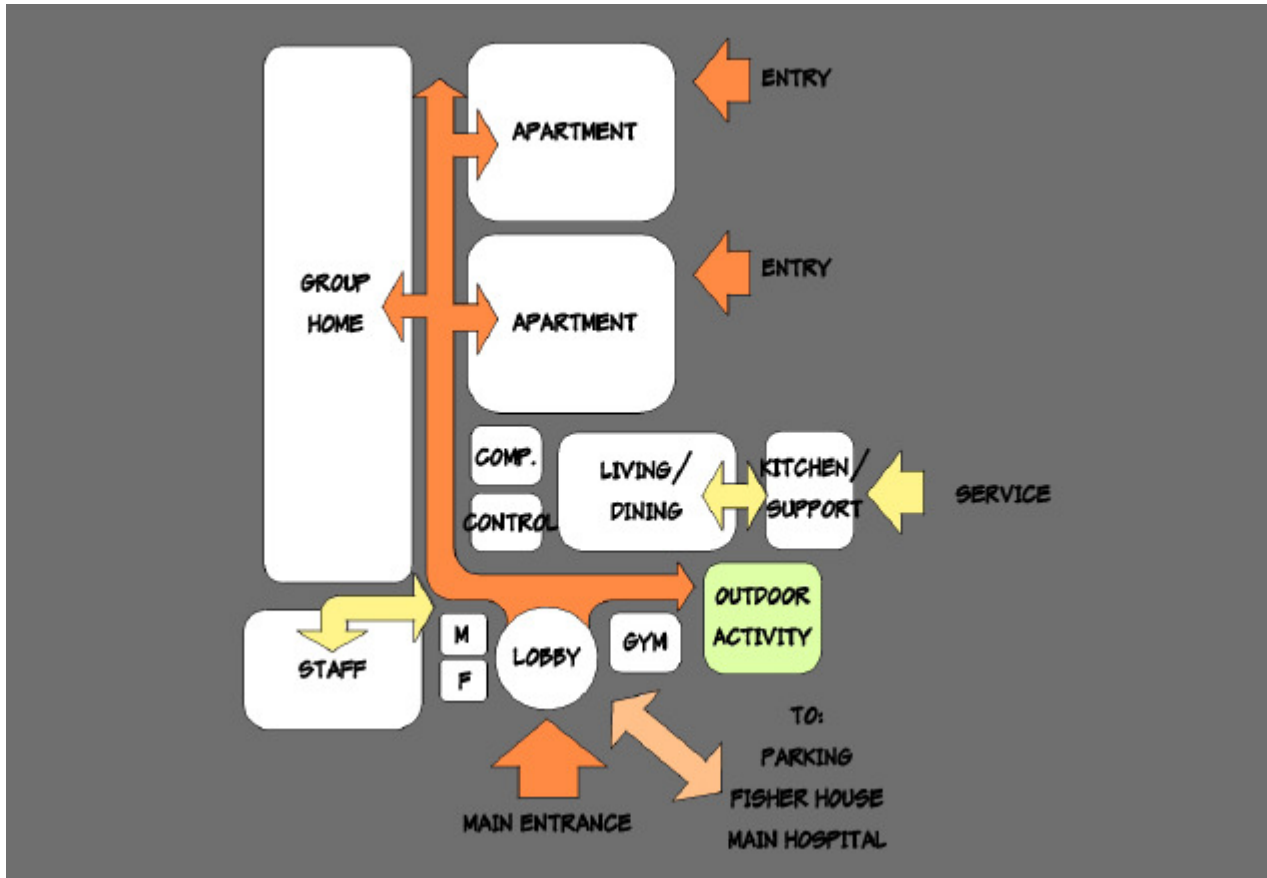 ENTRY
APARTMENT
ENTRY
GROUP
HOME
APARTMENT
COMP.
LIVING/
DINING
KITCHEN/
SUPPORT
CONTROL
SERVICE
OUTDOOR
ACTIVITY
M
F
LOBBY
GYM
STAFF
TO:
PARKING
FISHER HOUSE
MAIN HOSPITAL
MAIN ENTRANCE